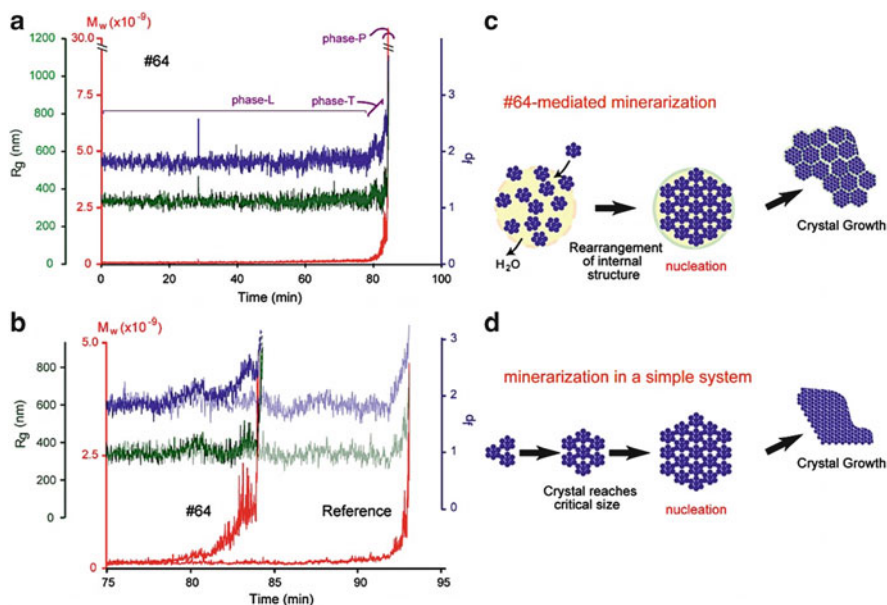 a
M w (x10-9)
1200
30.0
phase-P
#64
1000
7.5
phase-L
phase-T
3
800
Rg (nm)
600
5.0
2
df
400
2.5
1
200
0
0
0
0
20
40
60
80
100
Time (min)
b
M w (x10-9)
5.0
3
800
600
2
Rg (nm)
2.5
df
400
1
200
#64
Reference
0
0
0
75
80
85
90
95
Time (min)
c
#64-mediated minerarization
H2O
Rearrangement
of internal
structure
nucleation
Crystal Growth
d
minerarization in a simple system
Crystal reaches
critical size
nucleation
Crystal Growth